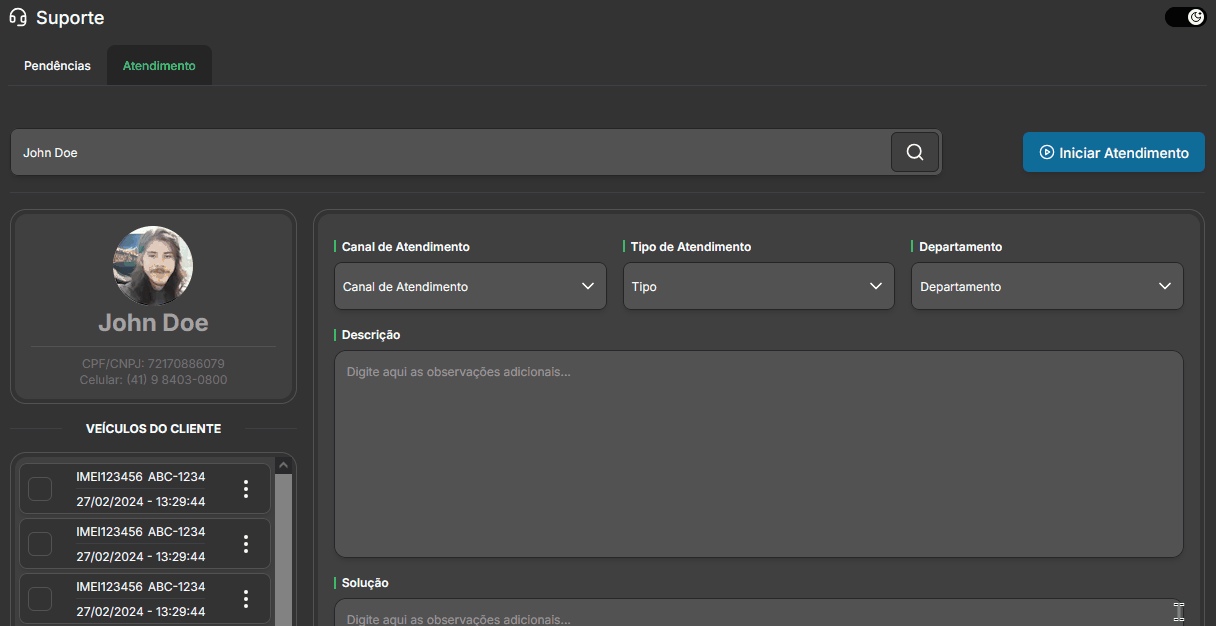 Suporte
Pendências
Atendimento
John Doe
Iniciar Atendimento
John Doe
CPF/CNPJ: 72170886079
Celular: (41) 9 8403-0800
VEÍCULOS DO CLIENTE
IMEI123456 ABC-1234
27/02/2024 - 13:29:44
IMEI123456 ABC-1234
27/02/2024 - 13:29:44
IMEI123456 ABC-1234
27/02/2024 - 13:29:44
Canal de Atendimento
Canal de Atendimento
Tipo de Atendimento
Tipo
Departamento
Departamento
Descrição
Digite aqui as observações adicionais...
Solução
Digite aqui as observações adicionais...